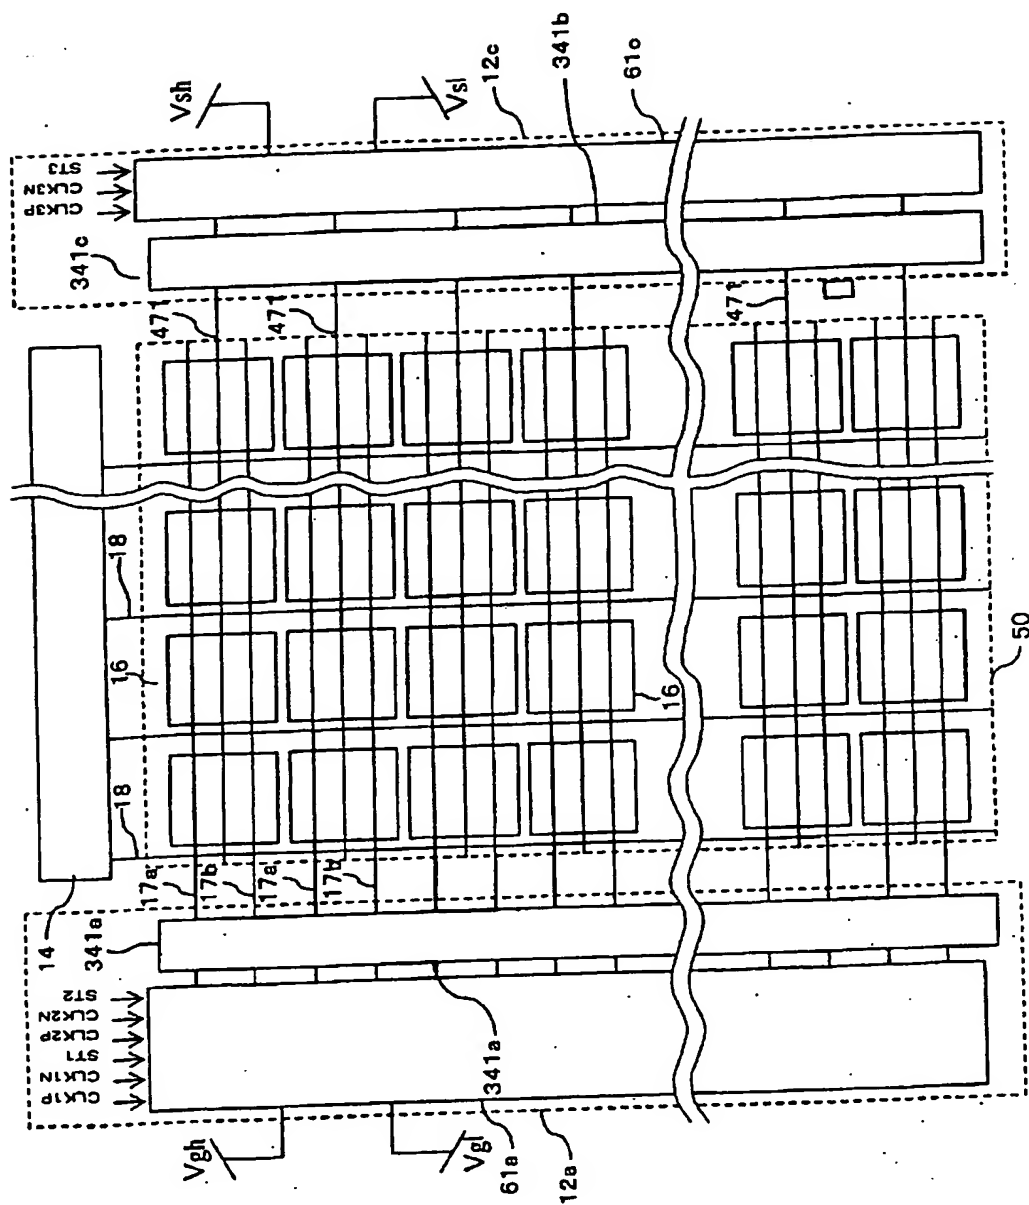 Vsh
Vsl
12c
341b
61c
ST3
CLK3N
CLK3P
341c
471
471
471
18
16
16
18
50
17a
17b
17a
17b
14
341a
ST2
CLK2N
CLK2P
ST1
CLK1N
CLK1P
341a
Vgh
Vgl
61a
12a